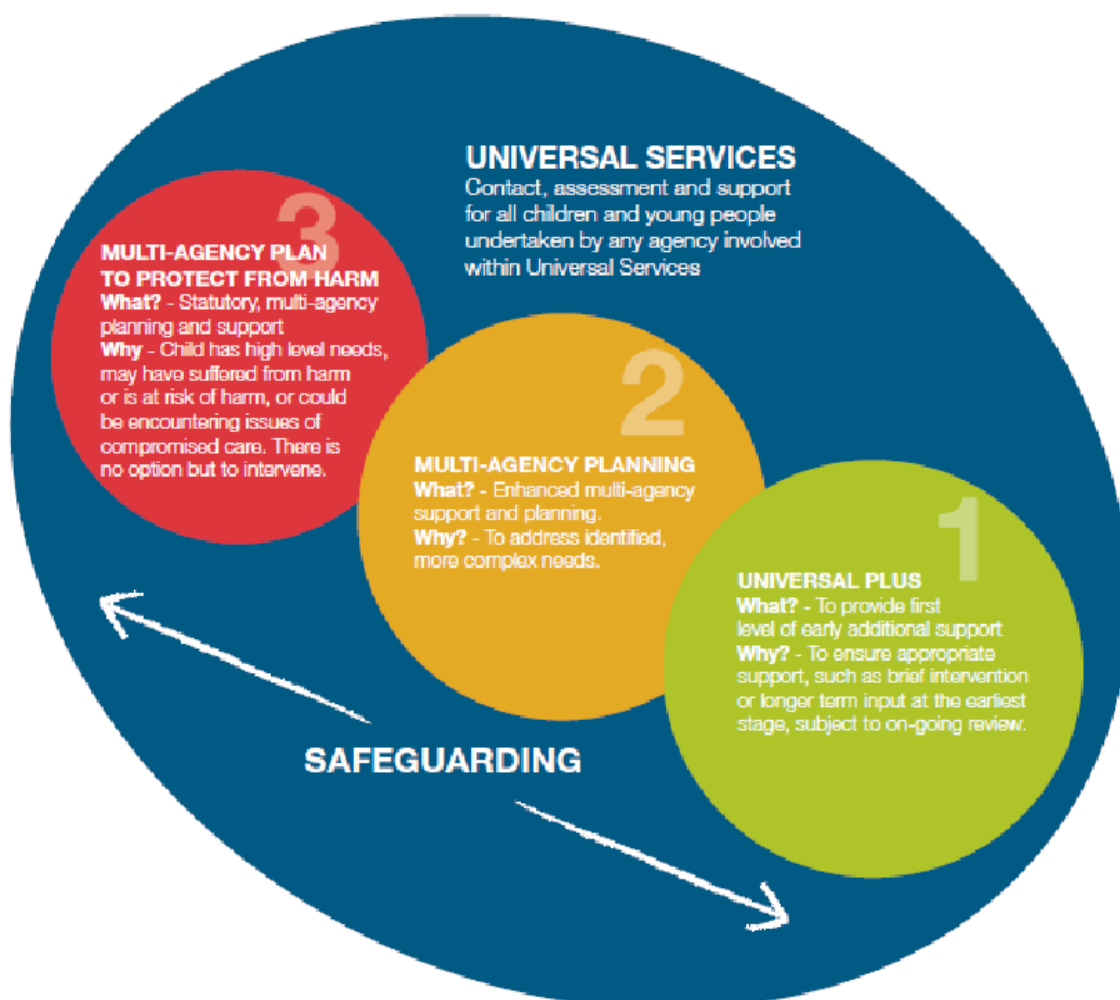 UNIVERSAL SERVICES
Contact, assessment and support
for all children and young people
undertaken by any agency involved
within Universal Services
3
MULTI-AGENCY PLAN
TO PROTECT FROM HARM
What? - Statutory, multi-agency
planning and support
Why - Child has high level needs,
may have suffered from harm
or is at risk of harm, or could
be encountering issues of
compromised care. There is
no option but to intervene.
2
MULTI-AGENCY PLANNING
What? - Enhanced multi-agency
support and planning.
Why? - To address identified,
more complex needs.
1
UNIVERSAL PLUS
What? - To provide first
level of early additional support
Why? - To ensure appropriate
support, such as brief intervention
or longer term input at the earliest
stage, subject to on-going review.
SAFEGUARDING